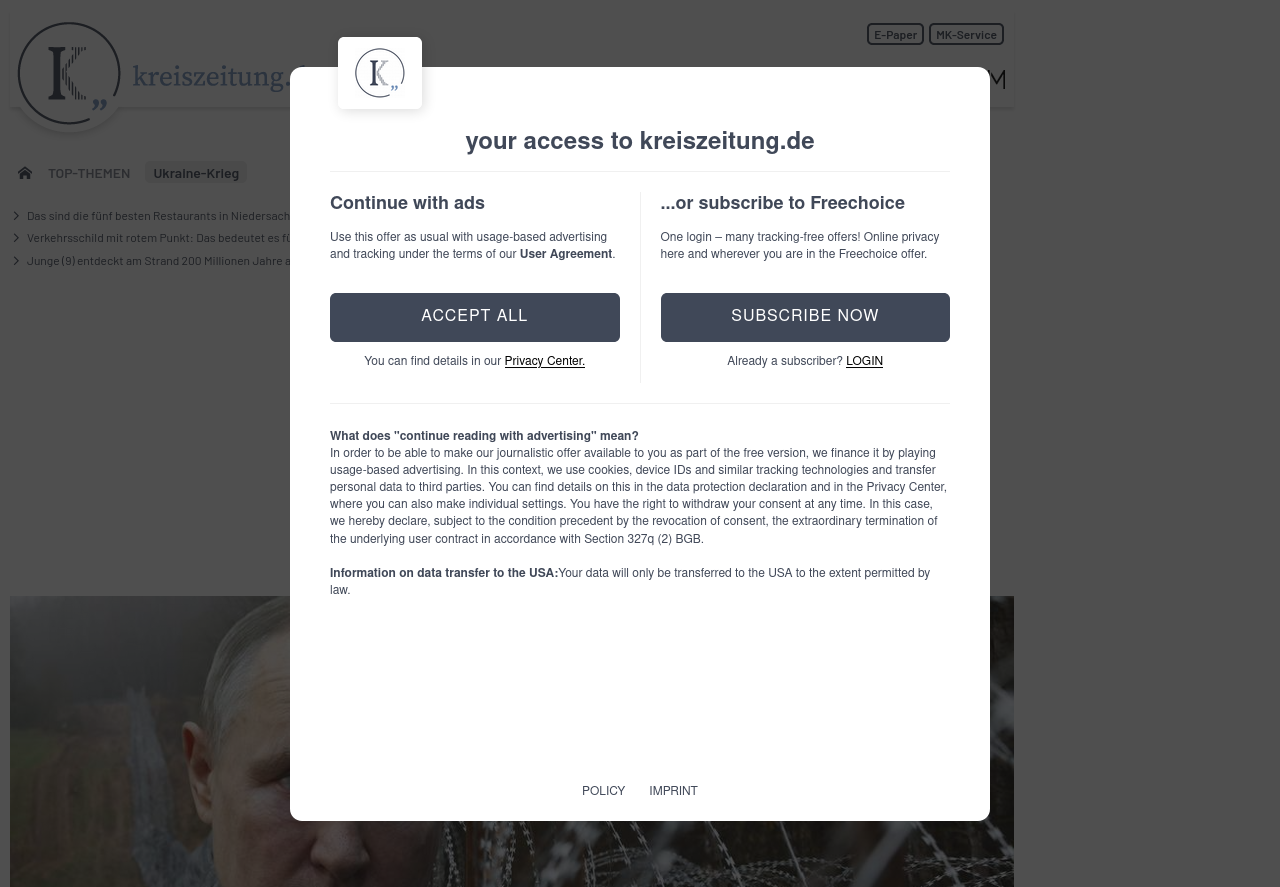 E-Paper
MK-Service
kreiszeitung.
M
TOP-THEMEN
Ukraine-Krieg
Das sind die fünf besten Restaurants in Niedersach
Verkehrsschild mit rotem Punkt: Das bedeutet es fü
Junge (9) entdeckt am Strand 200 Millionen Jahre a
K
K
your access to kreiszeitung.de
Continue with ads
Use this offer as usual with usage-based advertising
and tracking under the terms of our User Agreement.
ACCEPT ALL
You can find details in our Privacy Center.
...or subscribe to Freechoice
One login – many tracking-free offers! Online privacy
here and wherever you are in the Freechoice offer.
SUBSCRIBE NOW
Already a subscriber? LOGIN
What does "continue reading with advertising" mean?
In order to be able to make our journalistic offer available to you as part of the free version, we finance it by playing
usage-based advertising. In this context, we use cookies, device IDs and similar tracking technologies and transfer
personal data to third parties. You can find details on this in the data protection declaration and in the Privacy Center,
where you can also make individual settings. You have the right to withdraw your consent at any time. In this case,
we hereby declare, subject to the condition precedent by the revocation of consent, the extraordinary termination of
the underlying user contract in accordance with Section 327q (2) BGB.
Information on data transfer to the USA:Your data will only be transferred to the USA to the extent permitted by
law.
POLICY
IMPRINT